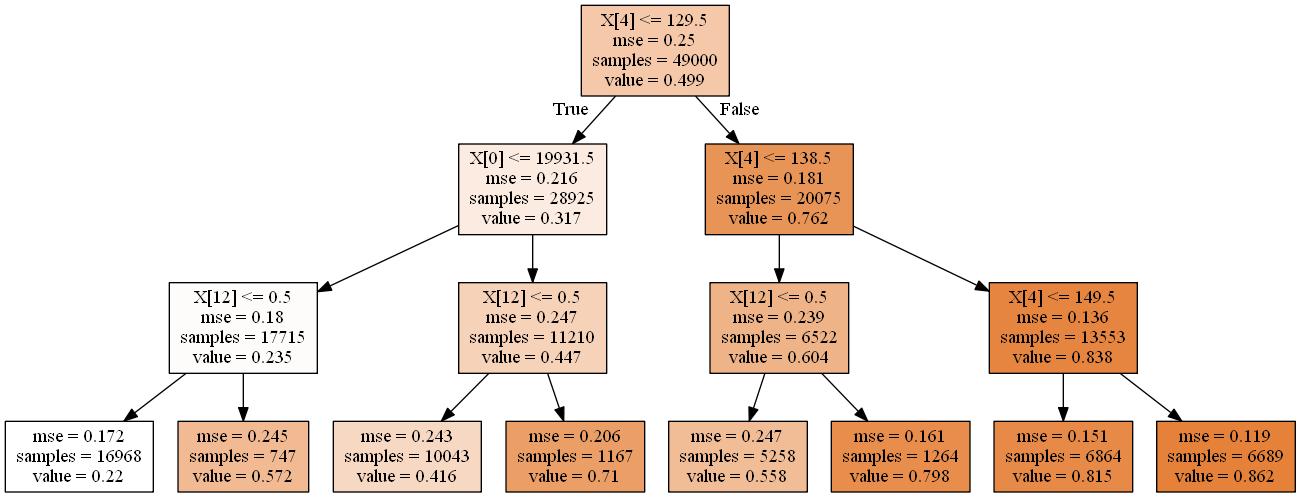 X[4] <= 129.5
mse = 0.25
samples = 49000
value = 0.499
True
False
X[0] <= 19931.5
mse = 0.216
samples = 28925
value = 0.317
X[4] <= 138.5
mse = 0.181
samples = 20075
value = 0.762
X[12] <= 0.5
mse = 0.18
samples = 17715
value = 0.235
X[12] <= 0.5
mse = 0.247
samples = 11210
value = 0.447
X[12] <= 0.5
mse = 0.239
samples = 6522
value = 0.604
X[4] <= 149.5
mse = 0.136
samples = 13553
value = 0.838
mse = 0.172
samples = 16968
value = 0.22
mse = 0.245
samples = 747
value = 0.572
mse = 0.243
samples = 10043
value = 0.416
mse = 0.206
samples = 1167
value = 0.71
mse = 0.247
samples = 5258
value = 0.558
mse = 0.161
samples = 1264
value = 0.798
mse = 0.151
samples = 6864
value = 0.815
mse = 0.119
samples = 6689
value = 0.862